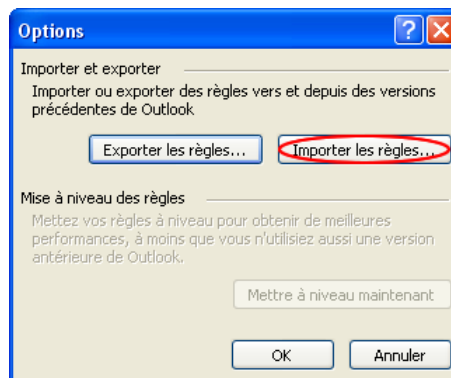 Options
Importer et exporter
Importer ou exporter des règles vers et depuis des versions
précédentes de Outlook
Exporter les règles... Importer les règles...
Mise à niveau des règles
Mettez vos règles à niveau pour obtenir de meilleures
performances, à moins que vous n'utilisiez aussi une version
antérieure de Outlook.
Mettre à niveau maintenant
OK Annuler